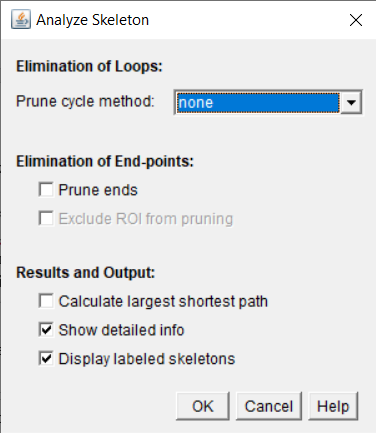 Analyze Skeleton
Elimination of Loops:
Prune cycle method: none
Elimination of End-points:
Prune ends
Exclude ROI from pruning
Results and Output:
Calculate largest shortest path
Show detailed info
Display labeled skeletons
OK Cancel Help